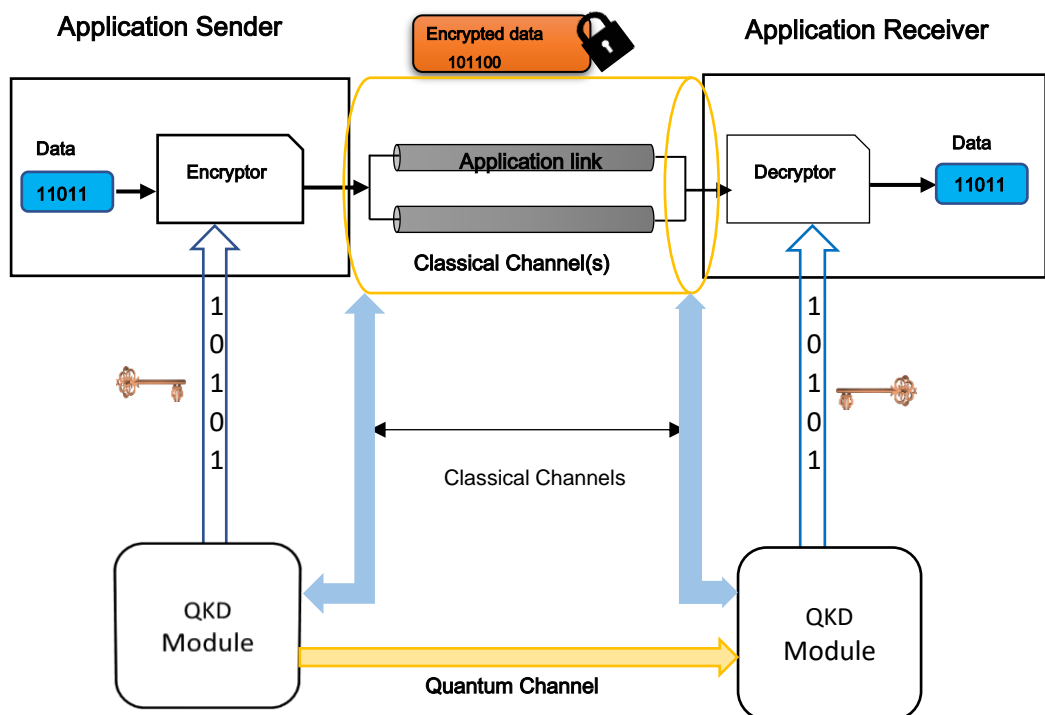 Application Sender
Encrypted data
101100
Application Receiver
Data
11011
Encryptor
Application link
Classical Channel(s)
Decryptor
Data
11011
1
0
1
0
1
1
0
1
0
1
Classical Channels
QKD
Module
Quantum Channel
QKD
Module